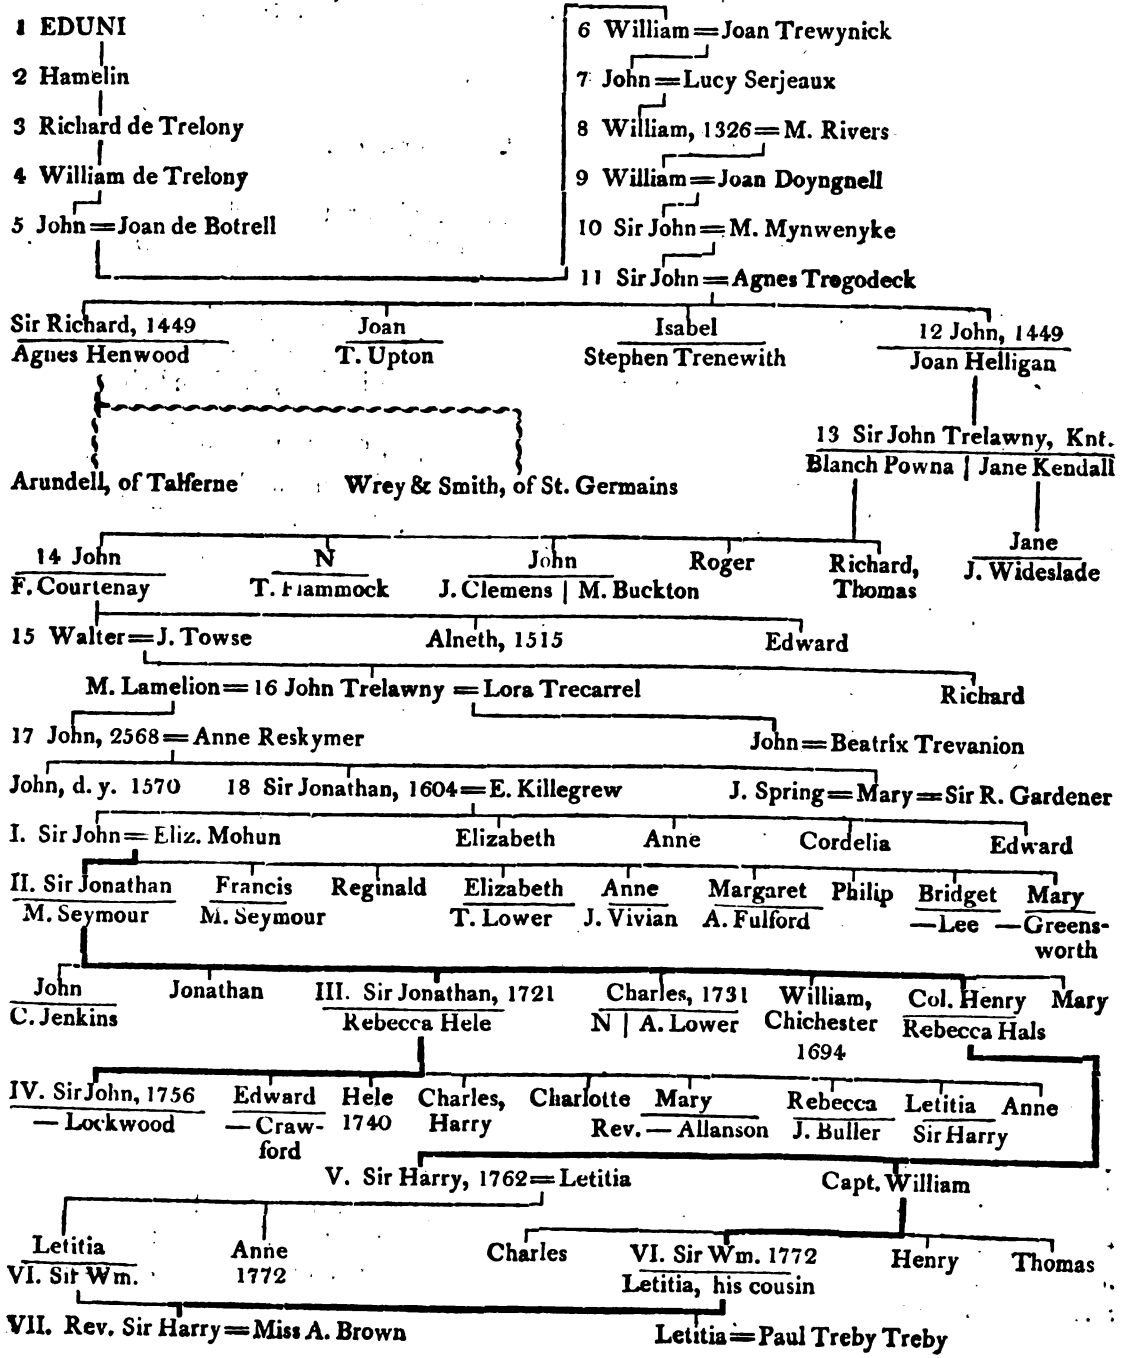 1 EDUNI
2 Hamelin
3 Richard de Trelony
4 William de Trelony
5 John=Joan de Botrell
6 William=Joan Trewynick
7 John=Lucy Serjeaux
8 William, 1326=M. Rivers
9 William=Joan Doyngnell
10 Sir John=M. Mynwenyke
11 Sir John=Agnes Tregodeck
Sir Richard, 1449 Joan Isabel 12 John, 1449
Agnes Henwood T. Upton Stephen Trenewith Joan Helligan
13 Sir John Trelawny, Knt.
Blanch Powna | Jane Kendall
Arundell, of Talferne Wrey & Smith, of St. Germains
14 John N John Roger Richard, Jane
F. Courtenay T. Flammock J. Clemens | M. Buckton Thomas J. Wideslade
15 Walter=J. Towse Alneth, 1515 Edward
M. Lamelion=16 John Trelawny=Lora Trecarrel Richard
17 John, 2568=Anne Reskymer John=Beatrix Trevanion
John, d. y. 1570 18 Sir Jonathan, 1604=E. Killegrew J. Spring=Mary=Sir R. Gardener
I. Sir John=Eliz. Mohun Elizabeth Anne Cordelia Edward
II. Sir Jonathan Francis Reginald Elizabeth Anne Margaret Philip Bridget Mary
M. Seymour M. Seymour T. Lower J. Vivian A. Fulford —Lee —Greens-
worth
John Jonathan III. Sir Jonathan, 1721 Charles, 1731 William, Col. Henry Mary
C. Jenkins Rebecca Hele N | A. Lower Chichester Rebecca Hals
1694
IV. Sir John, 1756 Edward Hele Charles, Charlotte Mary Rebecca Letitia Anne
—Lockwood —Craw- 1740 Harry Rev. — Allanson J. Buller Sir Harry
ford
V. Sir Harry, 1762=Letitia Capt. William
Letitia Anne Charles VI. Sir Wm. 1772 Henry Thomas
VI. Sir Wm. 1772 Letitia, his cousin
VII. Rev. Sir Harry=Miss A. Brown Letitia=Paul Treby Treby